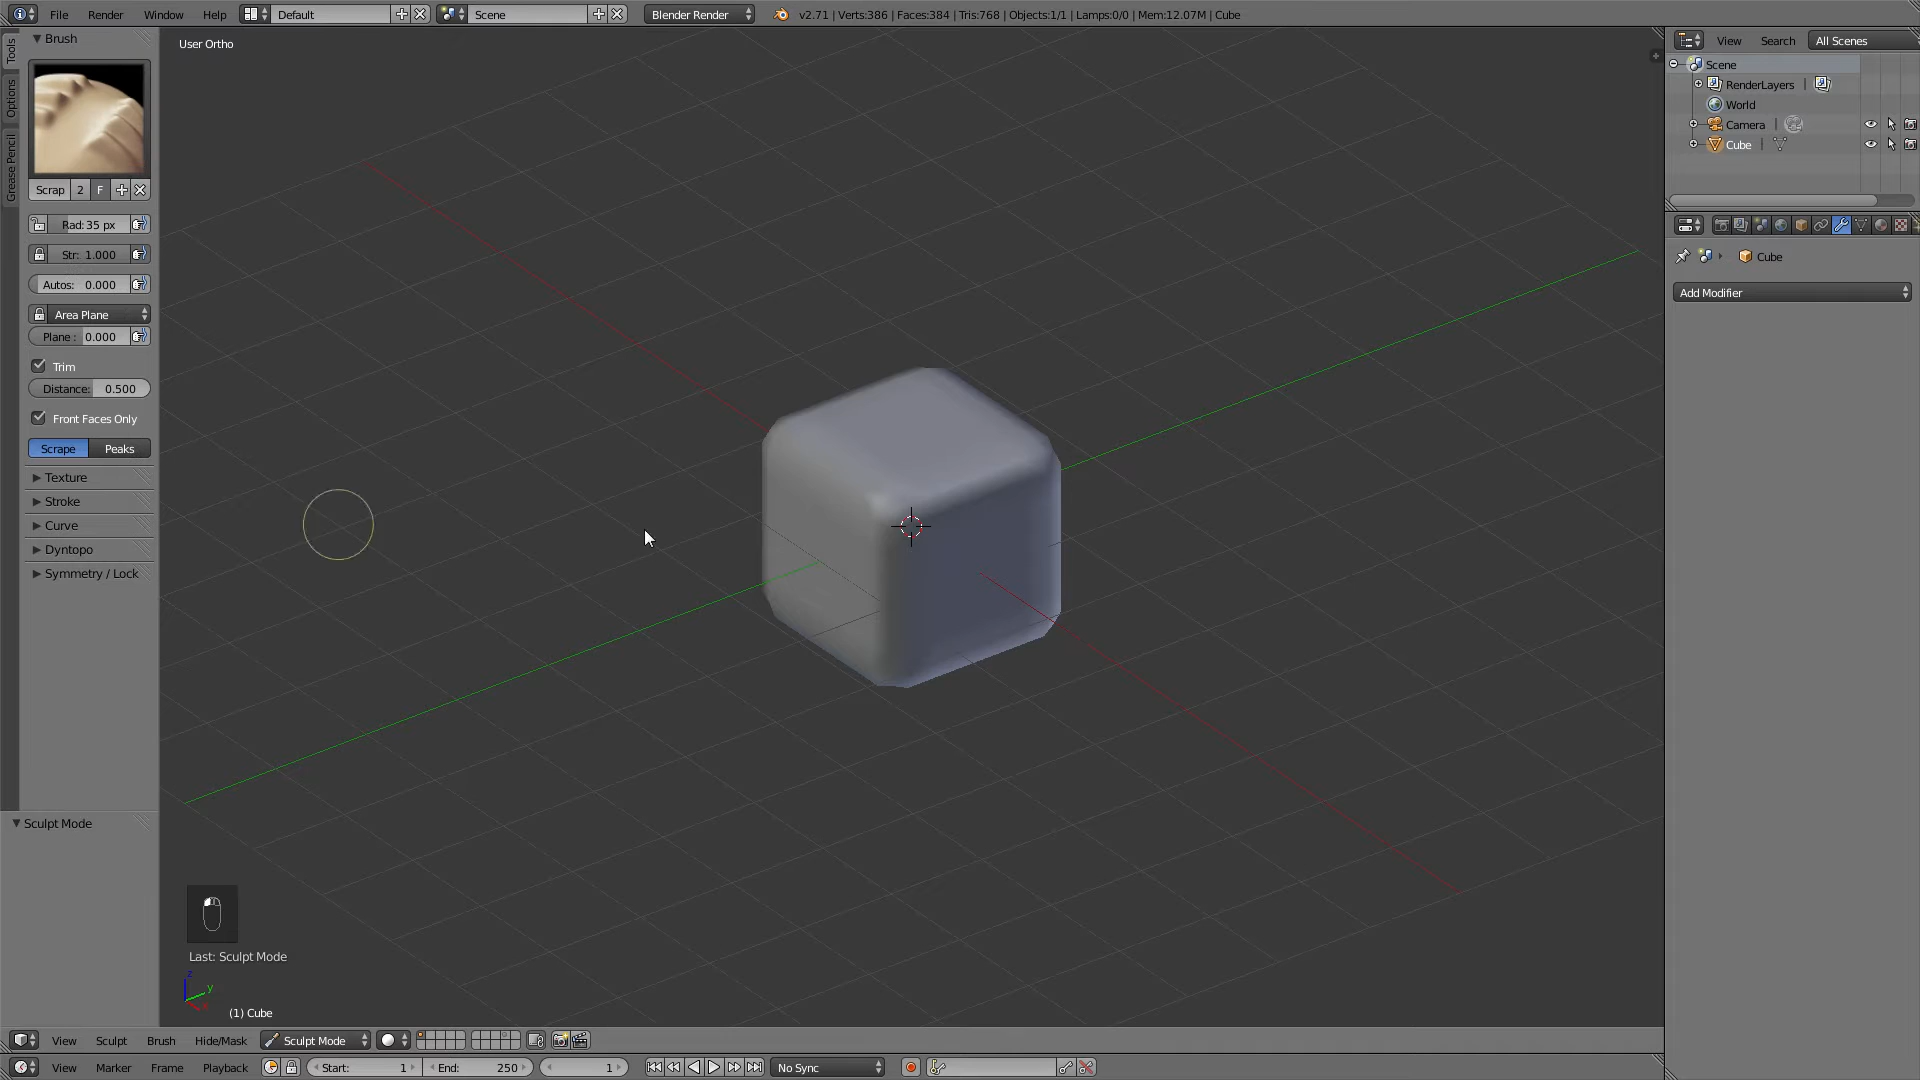 File Render Window Help Default Scene Blender Render v2.71 | Verts:386 | Faces:384 | Tris:768 | Objects:1/1 | Lamps:0/0 | Mem:12.07M | Cube
Tools
Options
Grease Pencil
Brush
Scrap 2 F
Rad: 35 px
Str: 1.000
Autos: 0.000
Area Plane
Plane : 0.000
Trim
Distance: 0.500
Front Faces Only
Scrape Peaks
Texture
Stroke
Curve
Dyntopo
Symmetry / Lock
Sculpt Mode
User Ortho
Last: Sculpt Mode
z
y
x
(1) Cube
View Search All Scenes
Scene
RenderLayers |
World
Camera |
Cube |
Cube
Add Modifier
View Sculpt Brush Hide/Mask Sculpt Mode
View Marker Frame Playback Start: 1 End: 250 1 No Sync